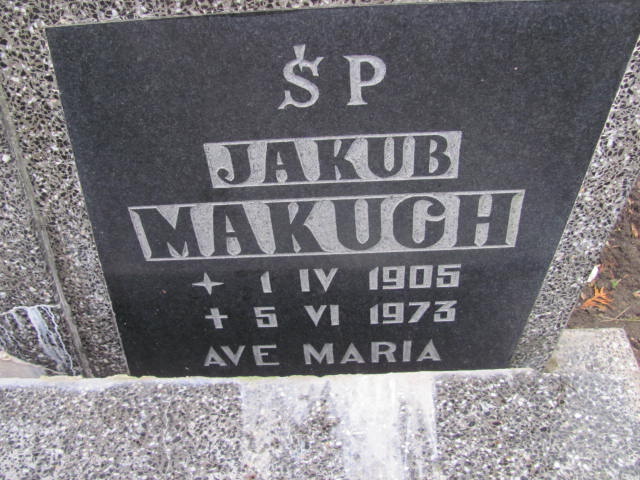 ŚP
JAKUB
MAKUCH
✦ 1 IV 1905
+ 5 VI 1973
AVE MARIA